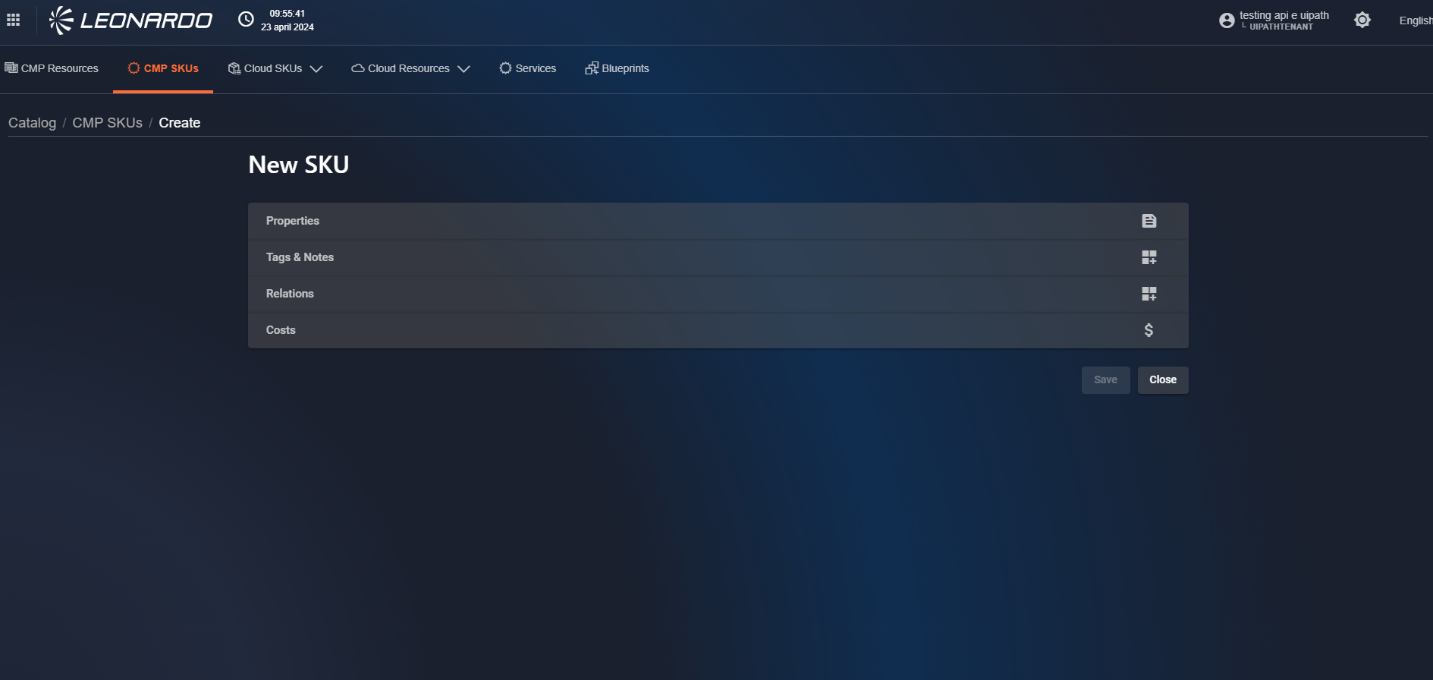 LEONARDO
09:55:41
23 april 2024
testing api e uipath
└ UIPATHTENANT
English
CMP Resources
CMP SKUs
Cloud SKUs
Cloud Resources
Services
Blueprints
Catalog / CMP SKUs / Create
New SKU
Properties
Tags & Notes
Relations
Costs
$
Save
Close